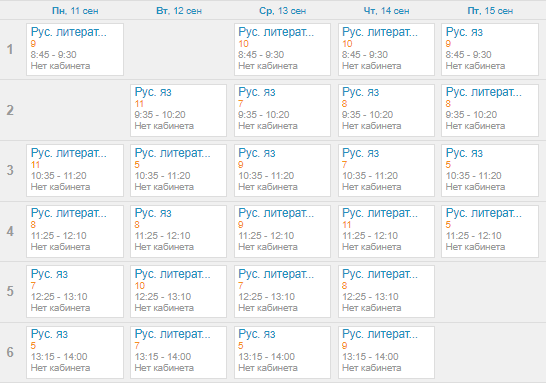 Пн, 11 сен
Вт, 12 сен
Ср, 13 сен
Чт, 14 сен
Пт, 15 сен
1
Рус. литерат...
9
8:45 - 9:30
Нет кабинета
Рус. литерат...
10
8:45 - 9:30
Нет кабинета
Рус. литерат...
10
8:45 - 9:30
Нет кабинета
Рус. яз
9
8:45 - 9:30
Нет кабинета
2
Рус. яз
11
9:35 - 10:20
Нет кабинета
Рус. яз
7
9:35 - 10:20
Нет кабинета
Рус. яз
8
9:35 - 10:20
Нет кабинета
Рус. литерат...
8
9:35 - 10:20
Нет кабинета
3
Рус. литерат...
11
10:35 - 11:20
Нет кабинета
Рус. литерат...
5
10:35 - 11:20
Нет кабинета
Рус. яз
9
10:35 - 11:20
Нет кабинета
Рус. яз
7
10:35 - 11:20
Нет кабинета
Рус. яз
5
10:35 - 11:20
Нет кабинета
4
Рус. литерат...
8
11:25 - 12:10
Нет кабинета
Рус. яз
8
11:25 - 12:10
Нет кабинета
Рус. литерат...
9
11:25 - 12:10
Нет кабинета
Рус. литерат...
11
11:25 - 12:10
Нет кабинета
Рус. литерат...
5
11:25 - 12:10
Нет кабинета
5
Рус. яз
7
12:25 - 13:10
Нет кабинета
Рус. литерат...
10
12:25 - 13:10
Нет кабинета
Рус. литерат...
7
12:25 - 13:10
Нет кабинета
Рус. литерат...
8
12:25 - 13:10
Нет кабинета
6
Рус. яз
5
13:15 - 14:00
Нет кабинета
Рус. литерат...
7
13:15 - 14:00
Нет кабинета
Рус. яз
5
13:15 - 14:00
Нет кабинета
Рус. литерат...
9
13:15 - 14:00
Нет кабинета